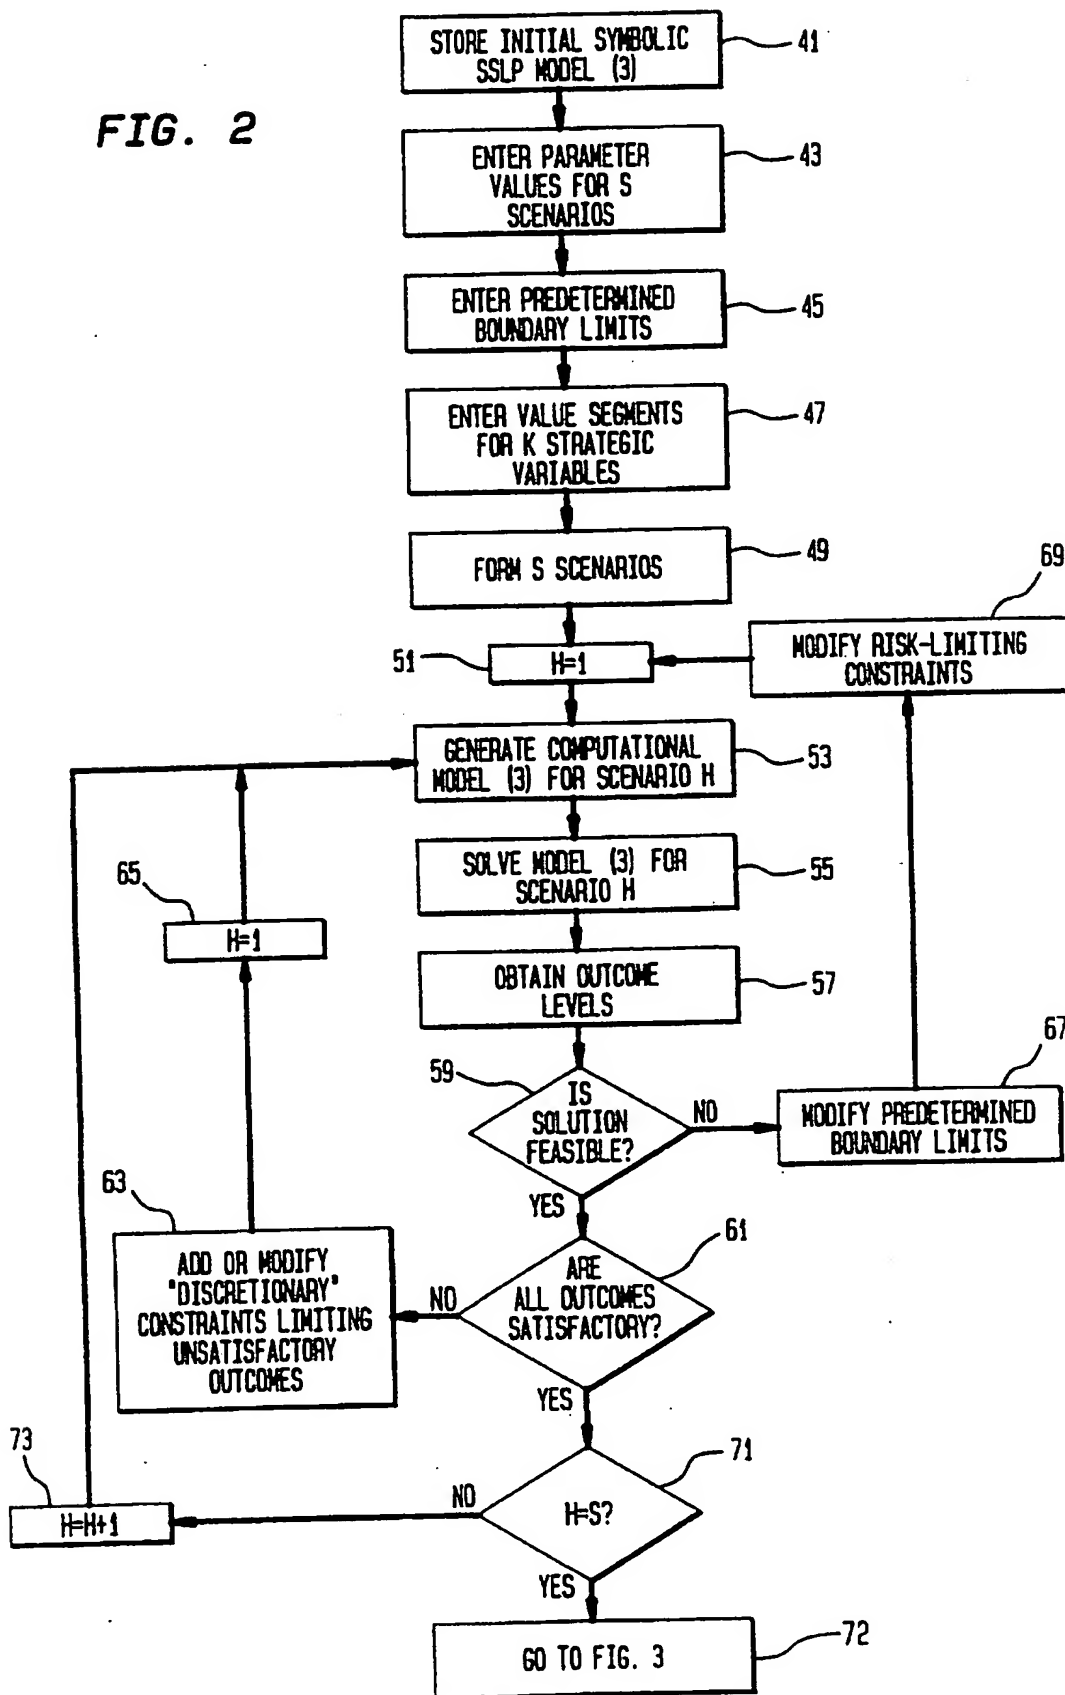 FIG. 2
STORE INITIAL SYMBOLIC
SSLP MODEL (3)
41
ENTER PARAMETER
VALUES FOR S
SCENARIOS
43
ENTER PREDETERMINED
BOUNDARY LIMITS
45
ENTER VALUE SEGMENTS
FOR K STRATEGIC
VARIABLES
47
FORM S SCENARIOS
49
69
MODIFY RISK-LIMITING
CONSTRAINTS
51
H=1
GENERATE COMPUTATIONAL
MODEL (3) FOR SCENARIO H
53
SOLVE MODEL (3) FOR
SCENARIO H
55
65
H=1
OBTAIN OUTCOME
LEVELS
57
59
IS
SOLUTION
FEASIBLE?
NO
67
MODIFY PREDETERMINED
BOUNDARY LIMITS
YES
63
ADD OR MODIFY
"DISCRETIONARY"
CONSTRAINTS LIMITING
UNSATISFACTORY
OUTCOMES
NO
61
ARE
ALL OUTCOMES
SATISFACTORY?
YES
73
H=H+1
NO
71
H=S?
YES
GO TO FIG. 3
72